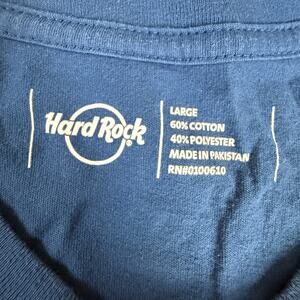 Hard Rock®
LARGE
60% COTTON
40% POLYESTER
MADE IN PAKISTAN
RN#0100610